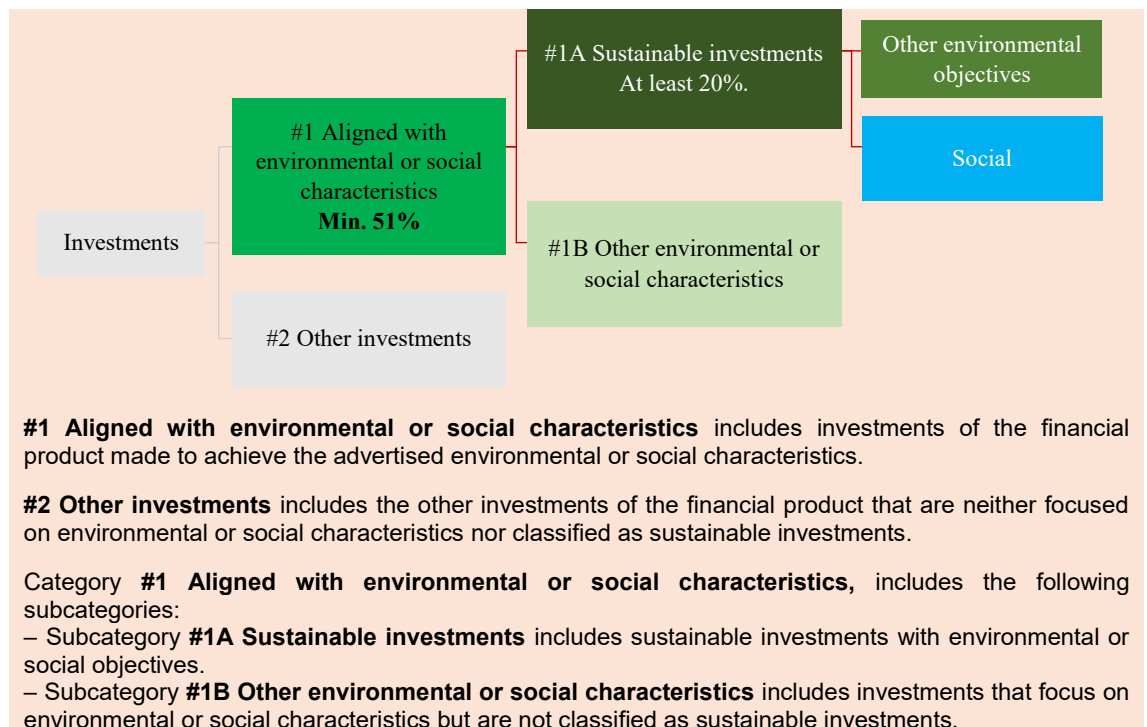 #1A Sustainable investments
At least 20%.
Other environmental
objectives
#1 Aligned with
environmental or social
characteristics
Min. 51%
Social
Investments
#1B Other environmental or
social characteristics
#2 Other investments
#1 Aligned with environmental or social characteristics includes investments of the financial
product made to achieve the advertised environmental or social characteristics.
#2 Other investments includes the other investments of the financial product that are neither focused
on environmental or social characteristics nor classified as sustainable investments.
Category #1 Aligned with environmental or social characteristics, includes the following
subcategories:
– Subcategory #1A Sustainable investments includes sustainable investments with environmental or
social objectives.
– Subcategory #1B Other environmental or social characteristics includes investments that focus on
environmental or social characteristics but are not classified as sustainable investments.